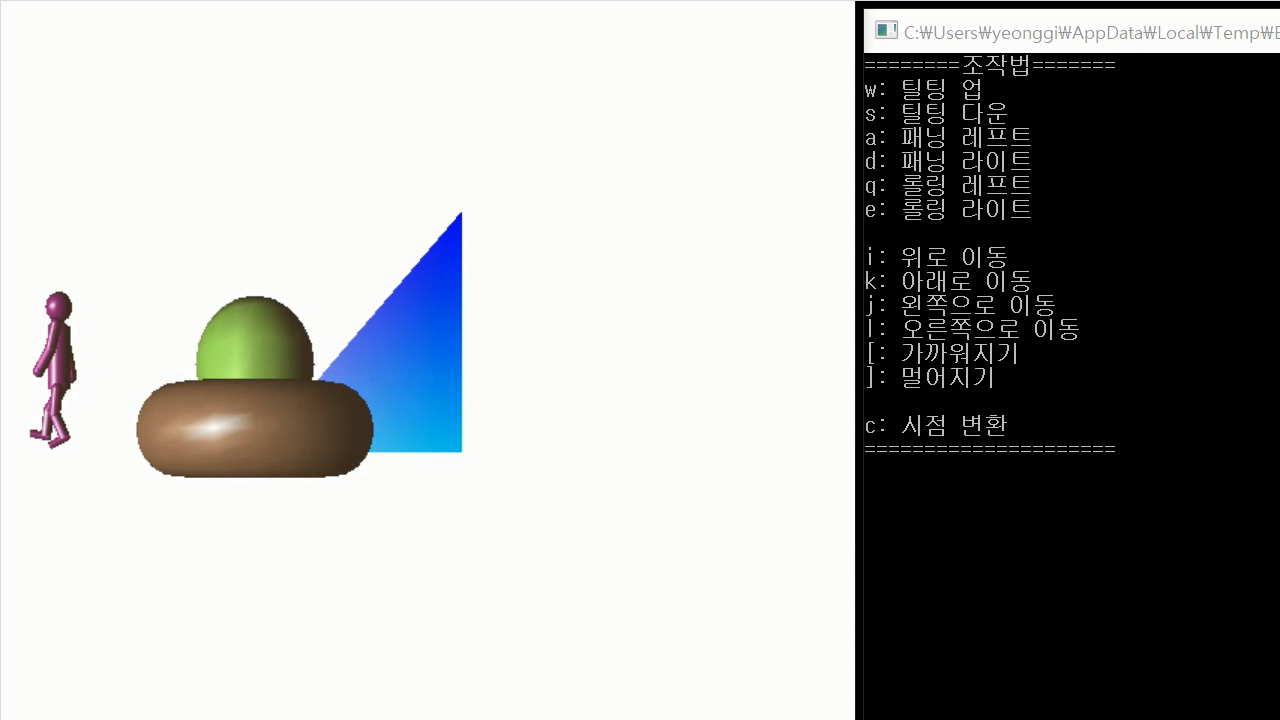 C:₩Users₩yeonggi₩AppData₩Local₩Temp₩E
========조작법=======
w: 틸팅 업
s: 틸팅 다운
a: 패닝 레프트
d: 패닝 라이트
q: 롤링 레프트
e: 롤링 라이트
i: 위로 이동
k: 아래로 이동
j: 왼쪽으로 이동
l: 오른쪽으로 이동
[: 가까워지기
]: 멀어지기
c: 시점 변환
=====================